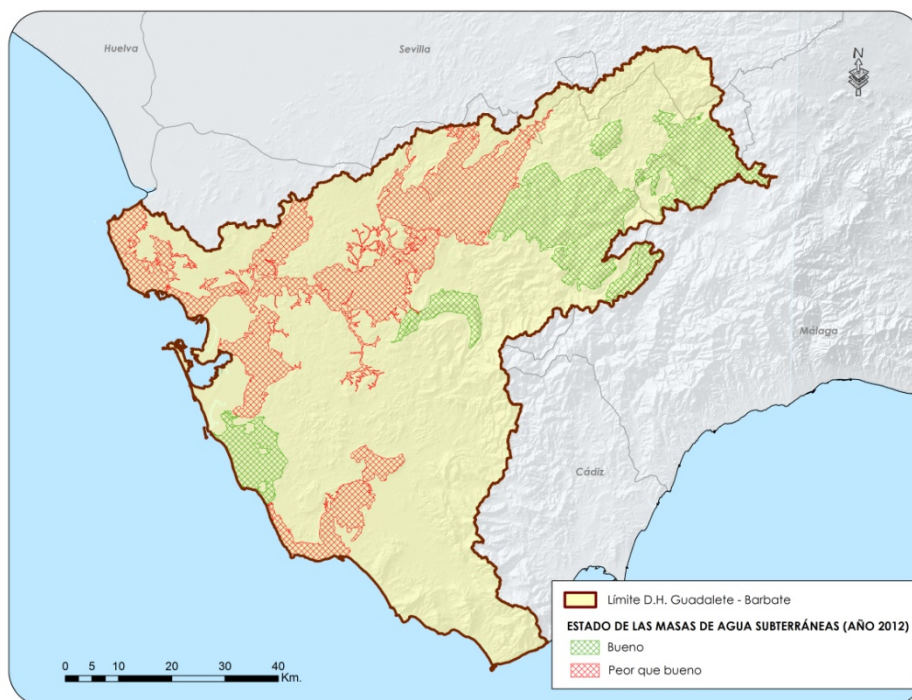 Huelva
Sevilla
N
Málaga
Cádiz
Límite D.H. Guadalete - Barbate
ESTADO DE LAS MASAS DE AGUA SUBTERRÁNEAS (AÑO 2012)
Bueno
Peor que bueno
0 5 10 20 30 40
Km.